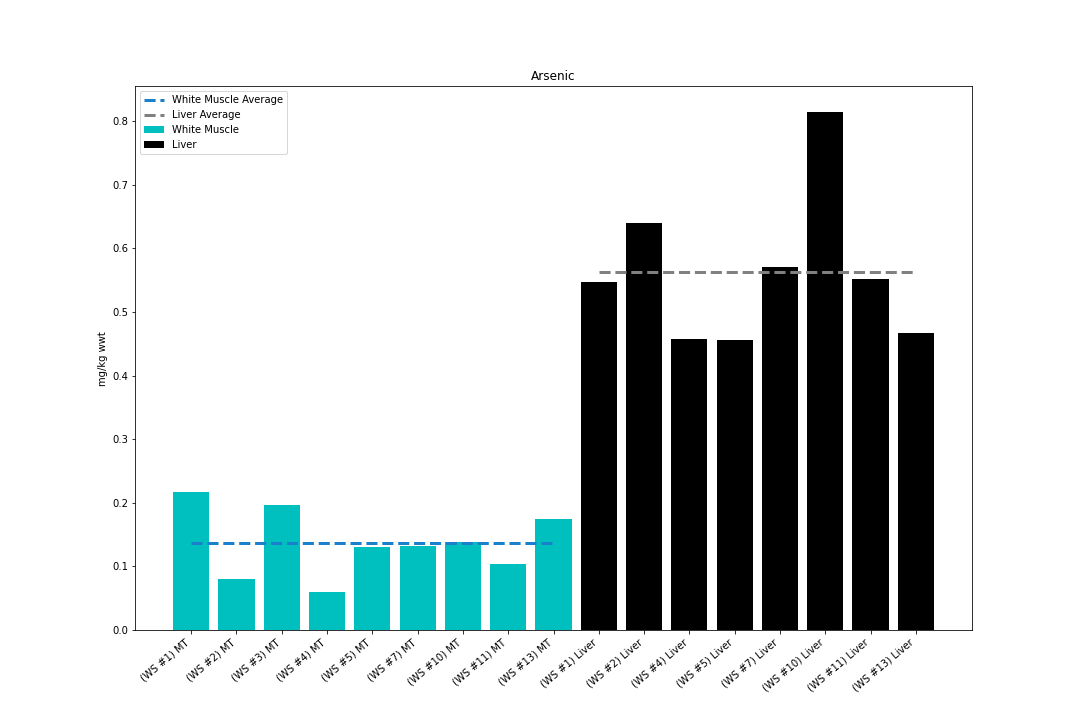 Arsenic
White Muscle Average
Liver Average
White Muscle
Liver
0.8
0.7
0.6
0.5
0.4
0.3
0.2
0.1
0.0
mg/kg wwt
(WS #1) MT
(WS #2) MT
(WS #3) MT
(WS #4) MT
(WS #5) MT
(WS #7) MT
(WS #10) MT
(WS #11) MT
(WS #13) MT
(WS #1) Liver
(WS #2) Liver
(WS #4) Liver
(WS #5) Liver
(WS #7) Liver
(WS #10) Liver
(WS #11) Liver
(WS #13) Liver